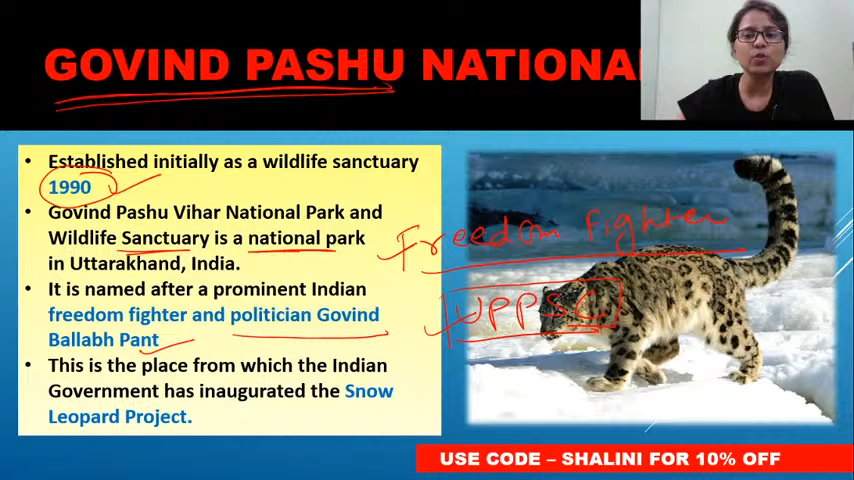 GOVIND PASHU NATIONAL
• Established initially as a wildlife sanctuary
1990
• Govind Pashu Vihar National Park and
Wildlife Sanctuary is a national park
in Uttarakhand, India.
• It is named after a prominent Indian
freedom fighter and politician Govind
Ballabh Pant
• This is the place from which the Indian
Government has inaugurated the Snow
Leopard Project.
Freedom fighter
UPPSC
USE CODE – SHALINI FOR 10% OFF